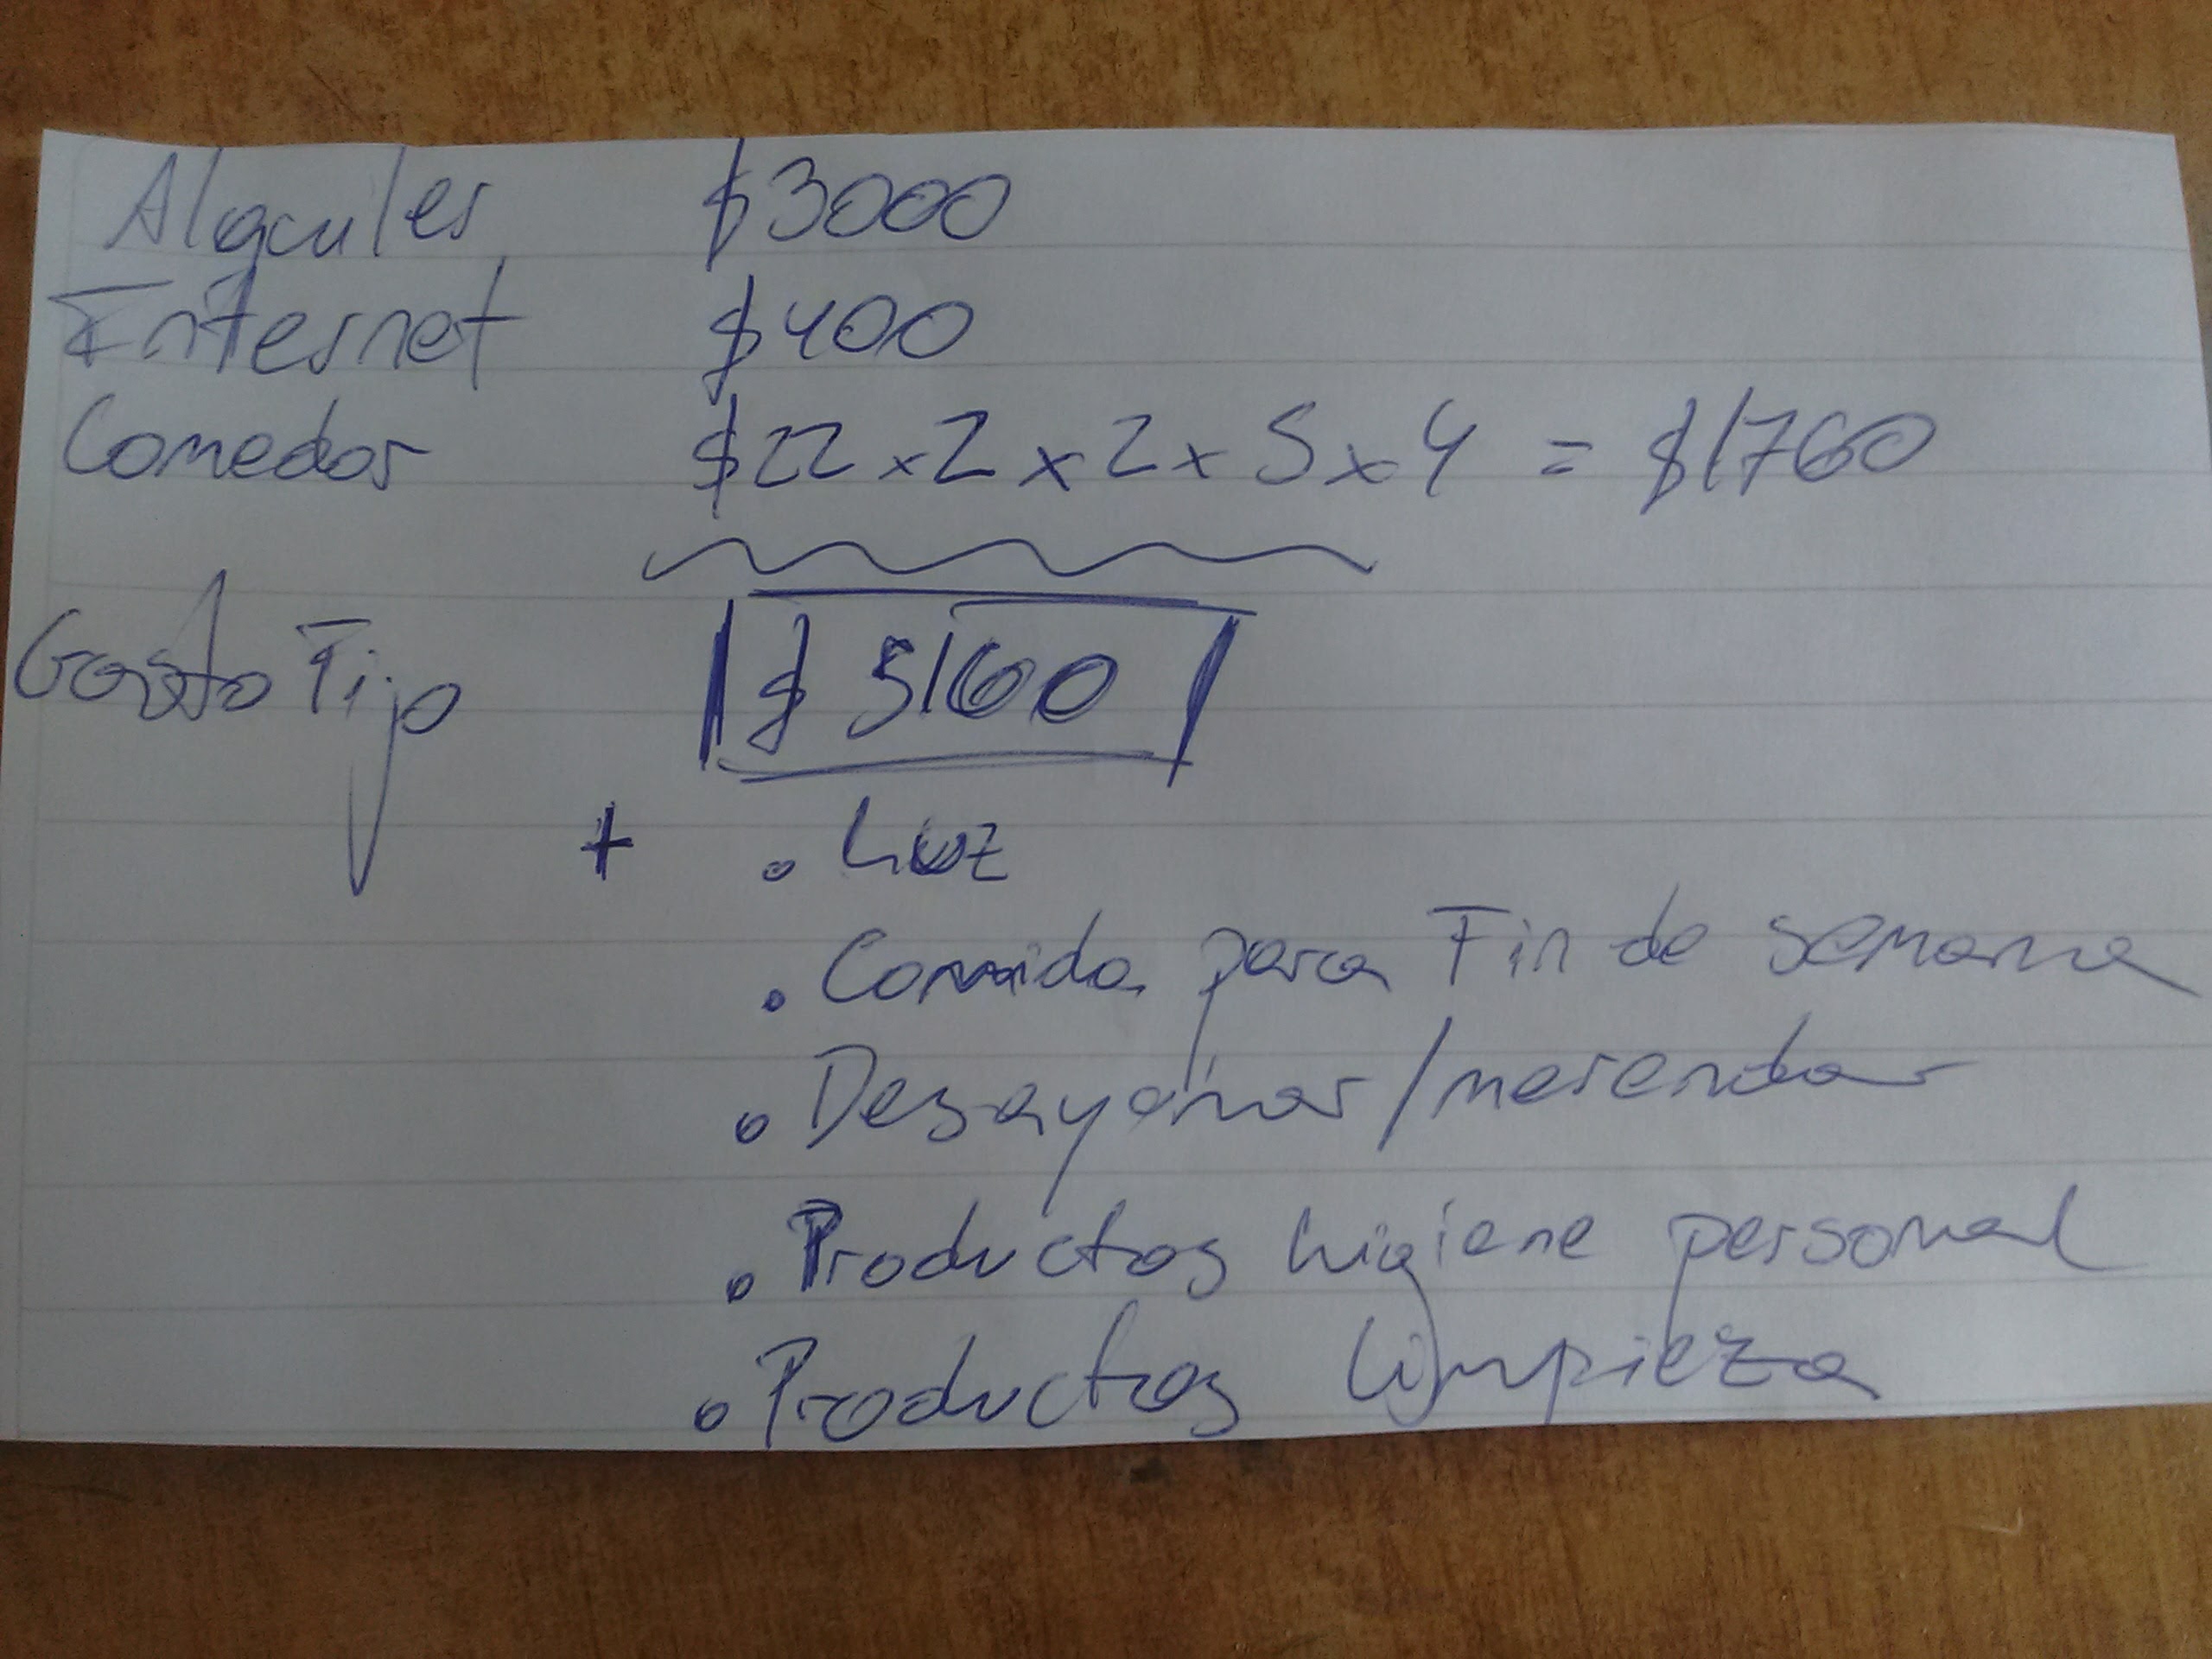 Alqcuiler $3000
Internet $400
Comedor $22 x 2 x 2 x 5 x 4 = $1760
Gasto Fijo $5160
+ . Luz
. Comida para Fin de semana
. Desayunar/merendar
. Productos higiene personal
. Productos limpieza